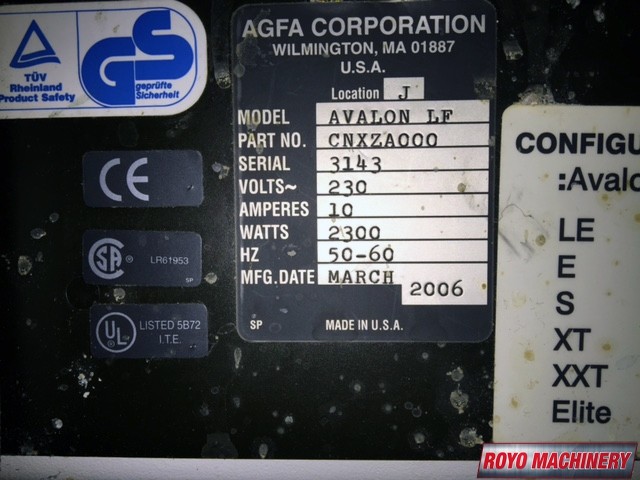 TÜV
Rheinland
Product Safety
GS
geprüfte
Sicherheit
CE
SA
LR61953
SP
UL
LISTED 5B72
I.T.E.
AGFA CORPORATION
WILMINGTON, MA 01887
U.S.A.
Location J
MODEL AVALON LF
PART NO. CNXZA000
SERIAL 3143
VOLTS~ 230
AMPERES 10
WATTS 2300
HZ 50-60
MFG.DATE MARCH 2006
SP MADE IN U.S.A.
CONFIGU
:Avalo
LE
E
S
XT
XXT
Elite
ROYO MACHINERY